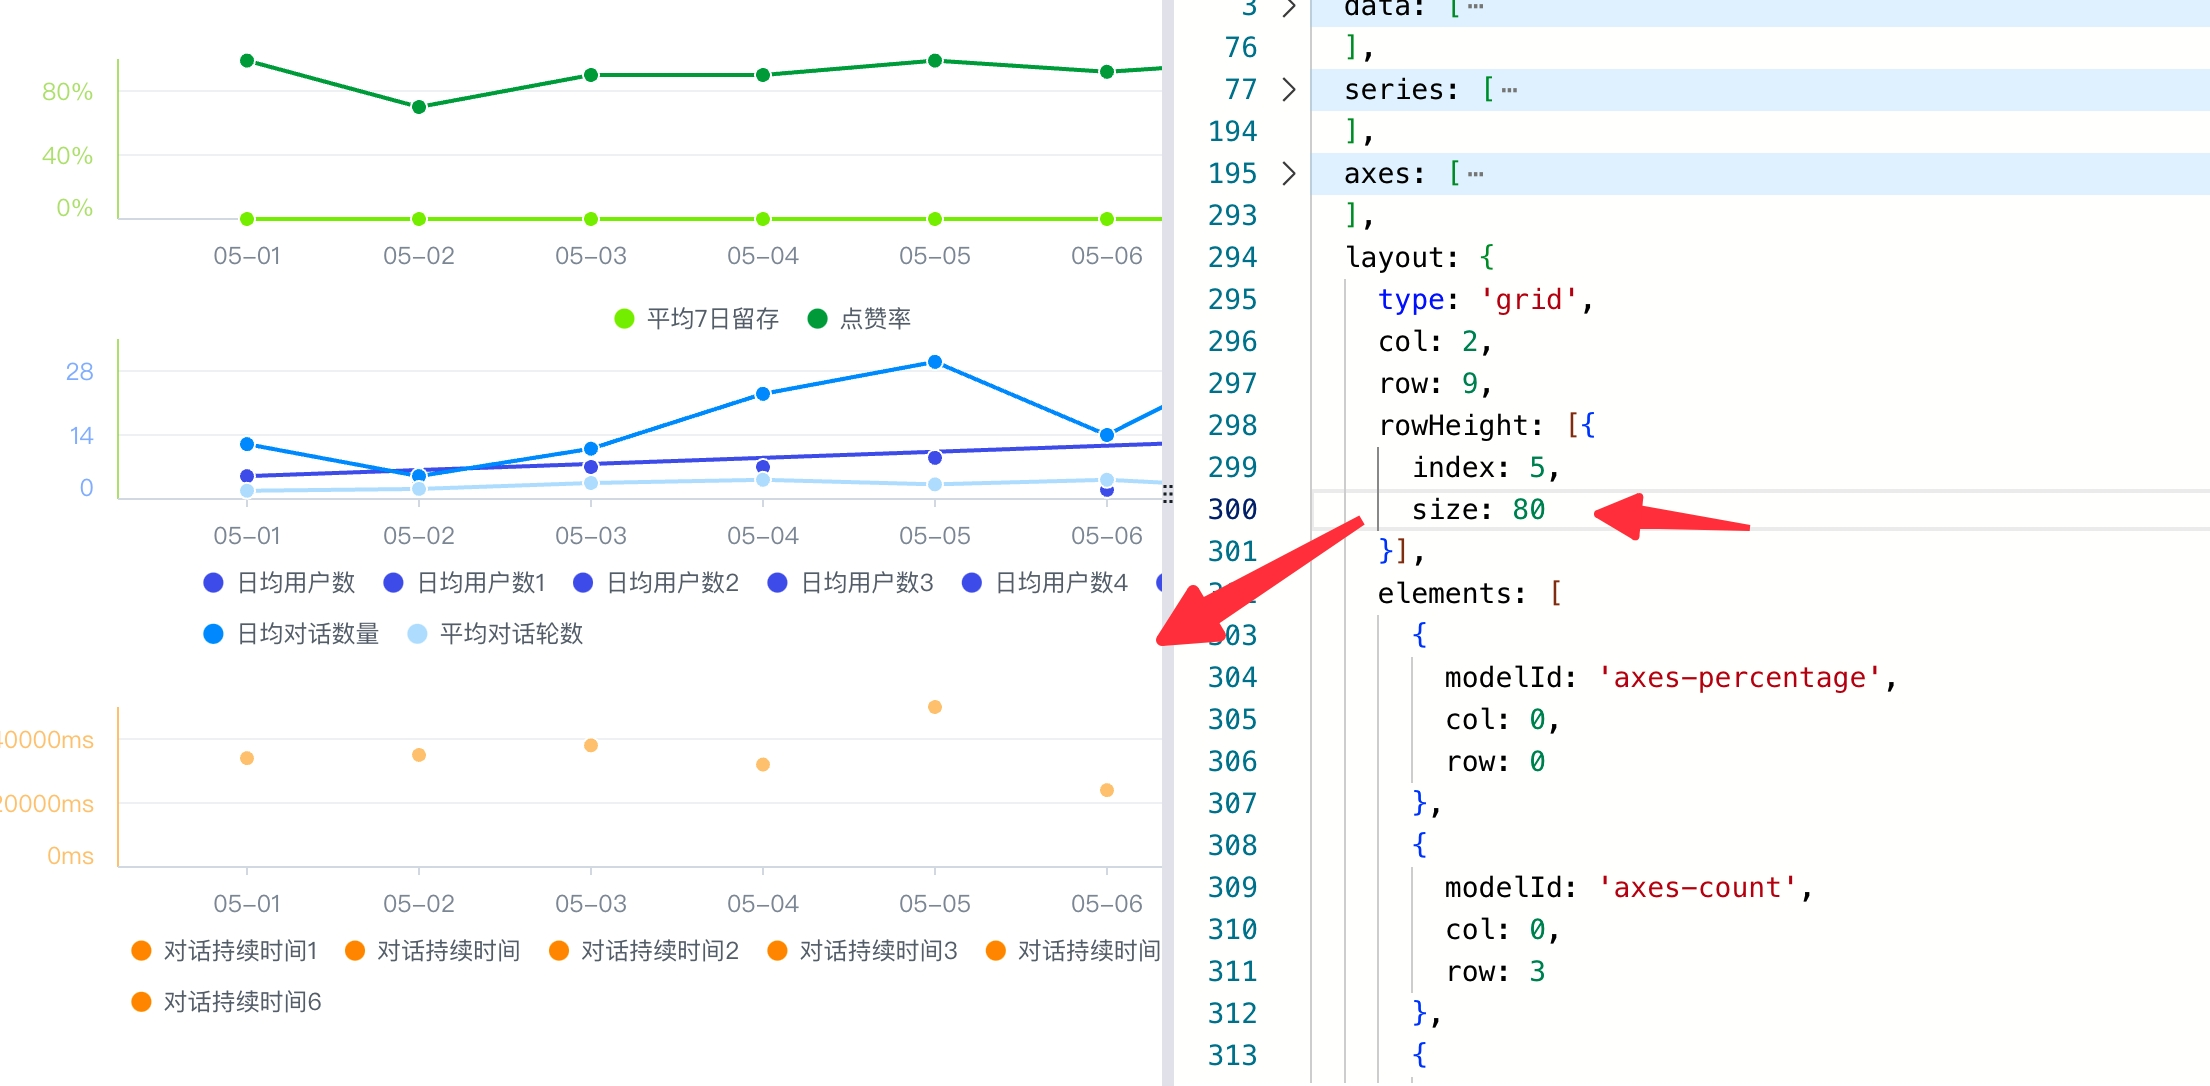 80%
40%
0%
05-01 05-02 05-03 05-04 05-05 05-06
平均7日留存 点赞率
28
14
0
05-01 05-02 05-03 05-04 05-05 05-06
日均用户数 日均用户数1 日均用户数2 日均用户数3 日均用户数4
日均对话数量 平均对话轮数
40000ms
20000ms
0ms
05-01 05-02 05-03 05-04 05-05 05-06
对话持续时间1 对话持续时间 对话持续时间2 对话持续时间3 对话持续时间
对话持续时间6
3 data: [⋯
76 ],
77 series: [⋯
194 ],
195 axes: [⋯
293 ],
294 layout: {
295 type: 'grid',
296 col: 2,
297 row: 9,
298 rowHeight: [{
299 index: 5,
300 size: 80
301 }],
elements: [
303 {
304 modelId: 'axes-percentage',
305 col: 0,
306 row: 0
307 },
308 {
309 modelId: 'axes-count',
310 col: 0,
311 row: 3
312 },
313 {